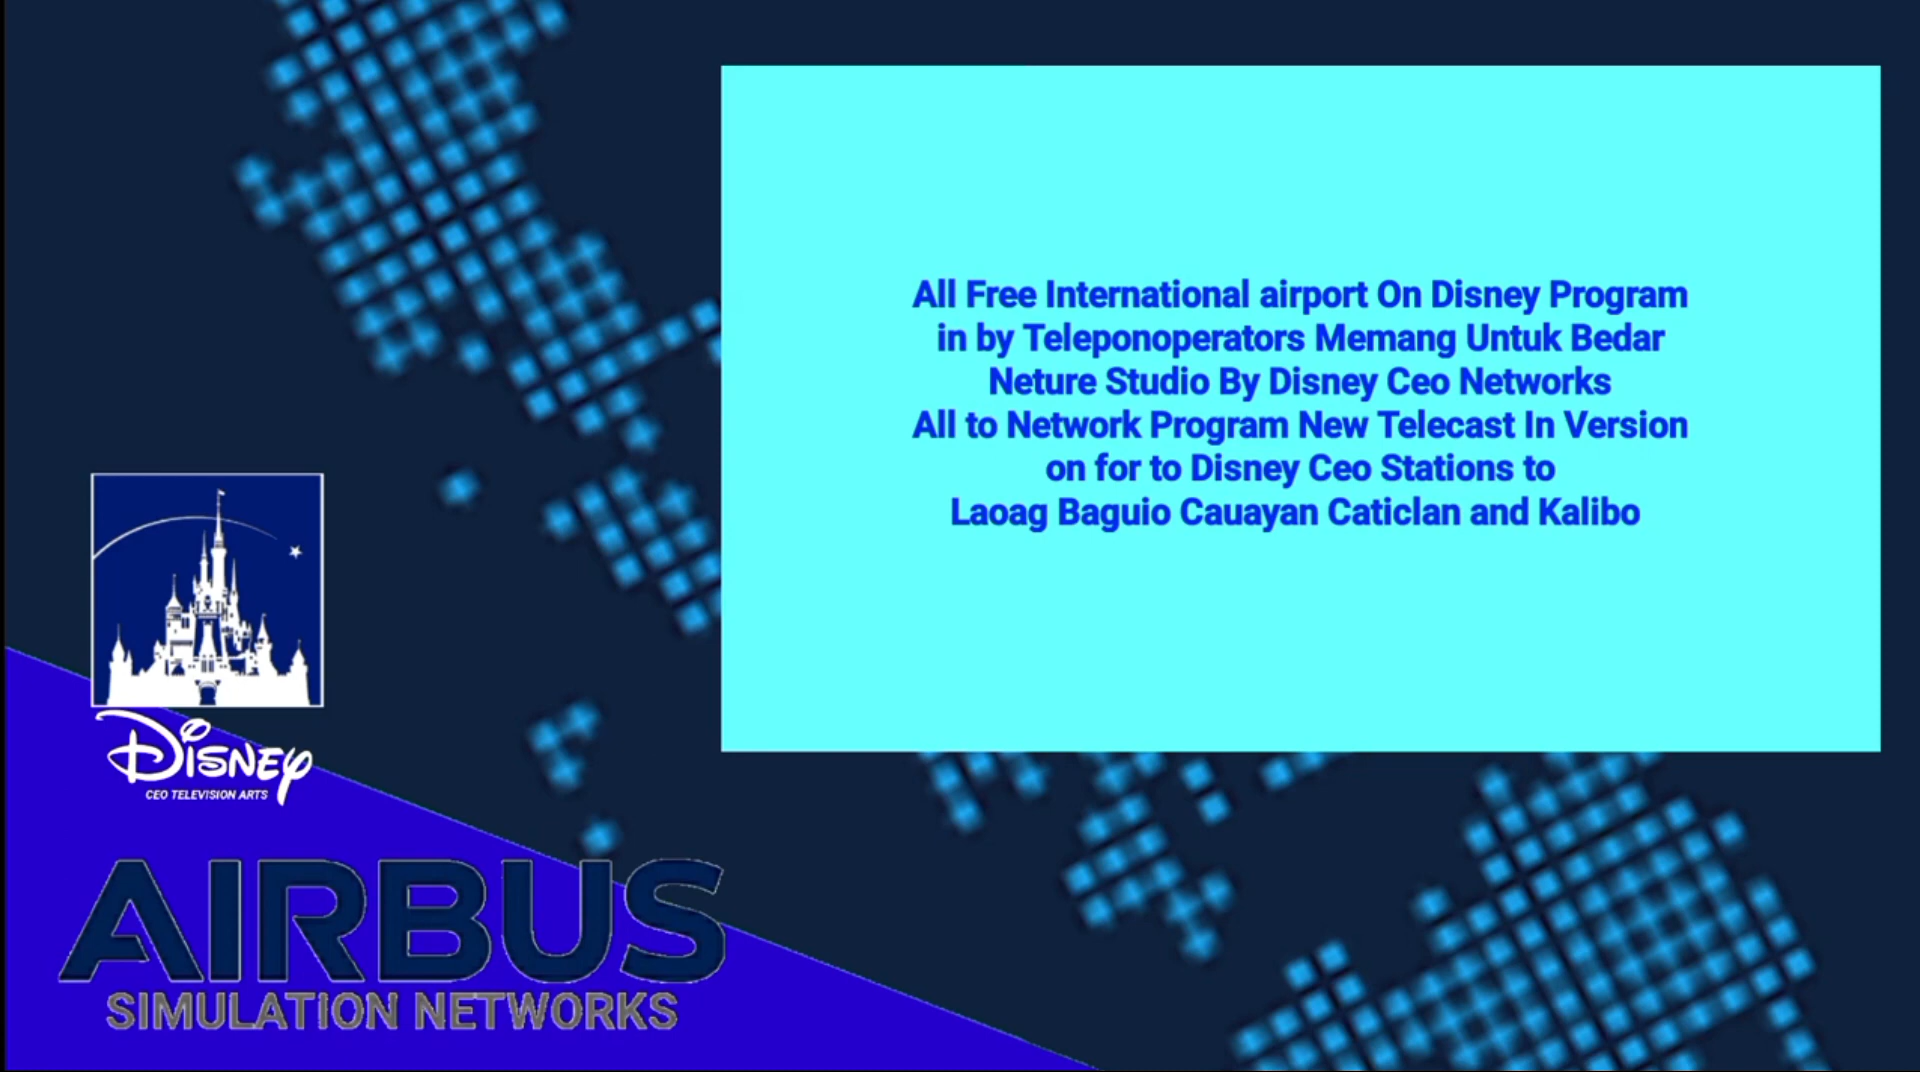 All Free International airport On Disney Program
in by Teleponoperators Memang Untuk Bedar
Neture Studio By Disney Ceo Networks
All to Network Program New Telecast In Version
on for to Disney Ceo Stations to
Laoag Baguio Cauayan Caticlan and Kalibo
DISNEY
CEO TELEVISION ARTS
AIRBUS
SIMULATION NETWORKS